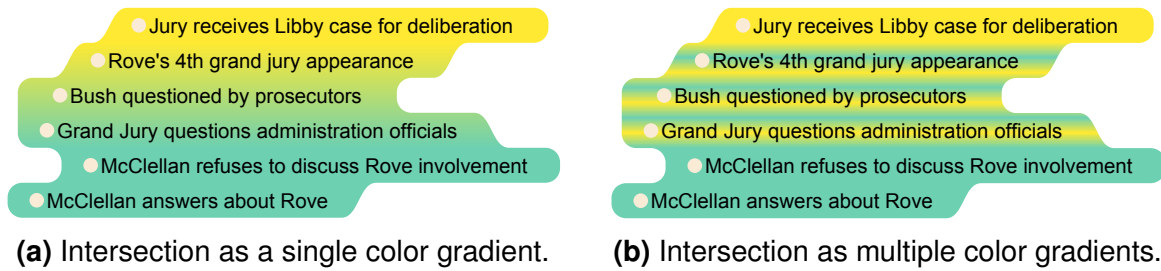 Jury receives Libby case for deliberation
Rove's 4th grand jury appearance
Bush questioned by prosecutors
Grand Jury questions administration officials
McClellan refuses to discuss Rove involvement
McClellan answers about Rove
(a) Intersection as a single color gradient.
Jury receives Libby case for deliberation
Rove's 4th grand jury appearance
Bush questioned by prosecutors
Grand Jury questions administration officials
McClellan refuses to discuss Rove involvement
McClellan answers about Rove
(b) Intersection as multiple color gradients.